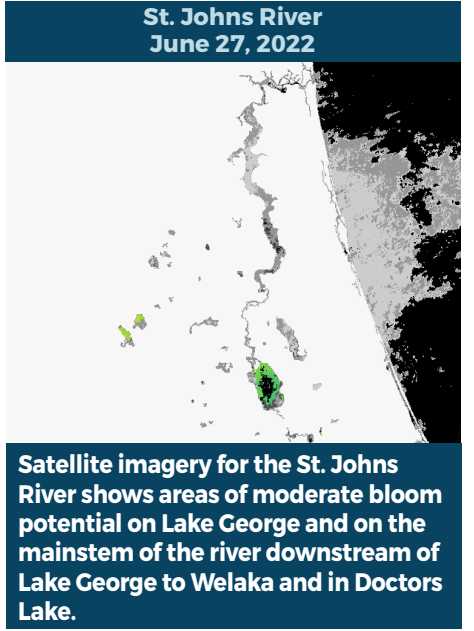 St. Johns River
June 27, 2022
Satellite imagery for the St. Johns
River shows areas of moderate bloom
potential on Lake George and on the
mainstem of the river downstream of
Lake George to Welaka and in Doctors
Lake.